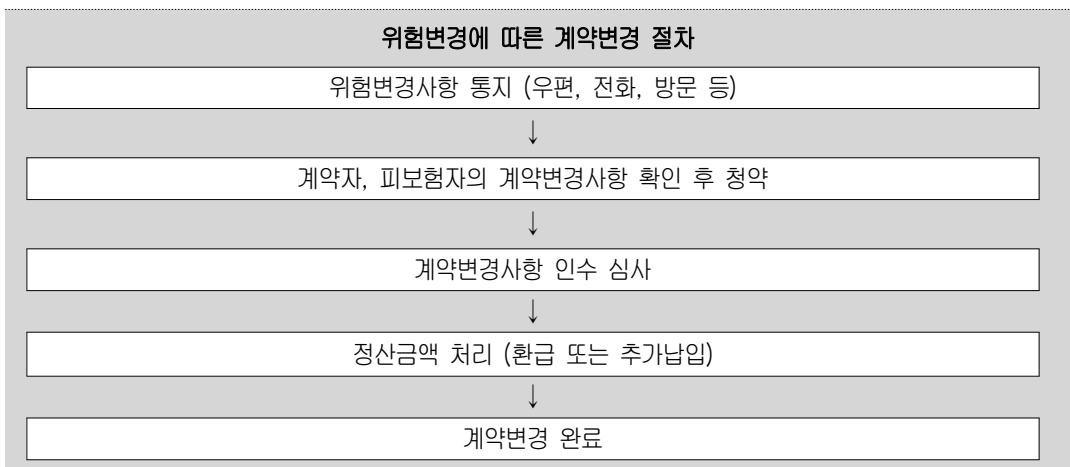 위험변경에 따른 계약변경 절차
위험변경사항 통지 (우편, 전화, 방문 등)
↓
계약자, 피보험자의 계약변경사항 확인 후 청약
↓
계약변경사항 인수 심사
↓
정산금액 처리 (환급 또는 추가납입)
↓
계약변경 완료